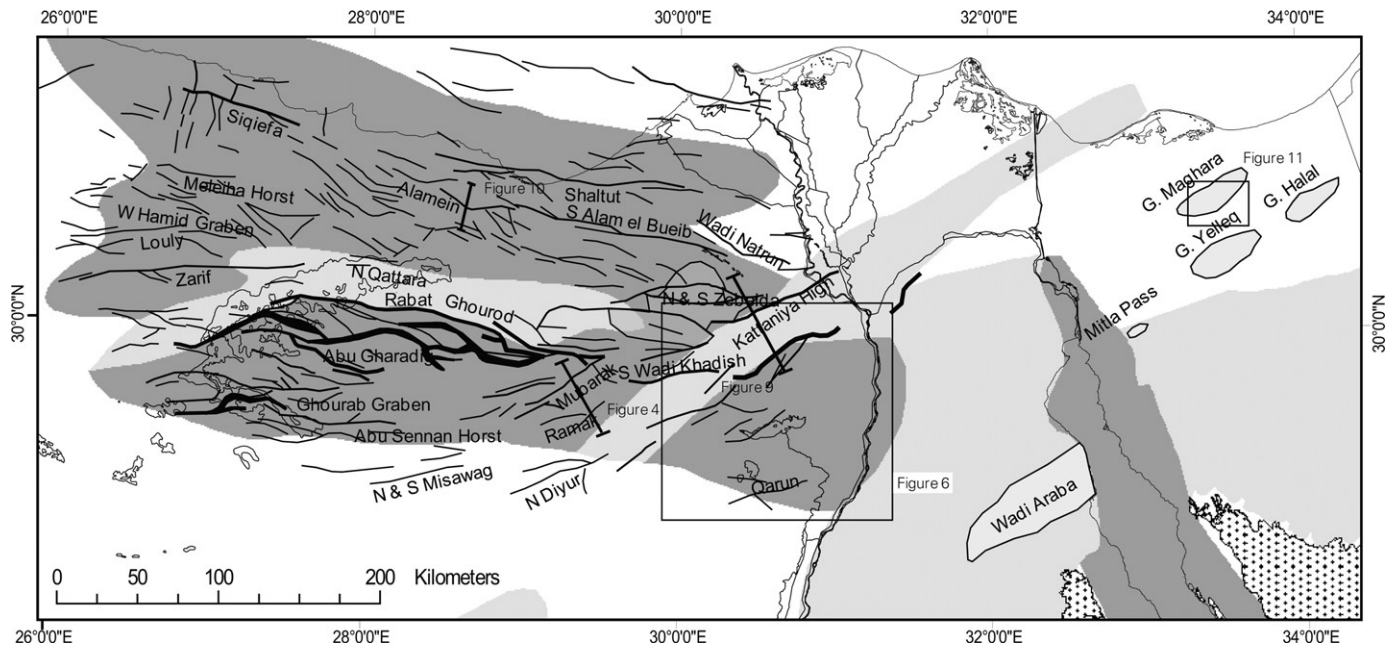 26°0'0"E
28°0'0"E
30°0'0"E
32°0'0"E
34°0'0"E
Siqiefa
Figure 11
G. Maghara
G. Halal
Meleiha Horst
Alamein
Figure 10
Shaltut
W Hamid Graben
S Alam el Bueib
Wadi Natrun
G. Yelleq
Louly
Zarif
N Qattara
Rabat Ghourod
N & S Zebeida
Kattaniya High
Mitla Pass
30°0'0"N
30°0'0"N
Abu Gharadig
Mubarak
S Wadi Khadish
Figure 9
Ghourab Graben
Figure 4
Ramak
Abu Sennan Horst
N & S Misawag
N Diyur
Qarun
Figure 6
Wadi Araba
0 50 100 200 Kilometers
26°0'0"E
28°0'0"E
30°0'0"E
32°0'0"E
34°0'0"E